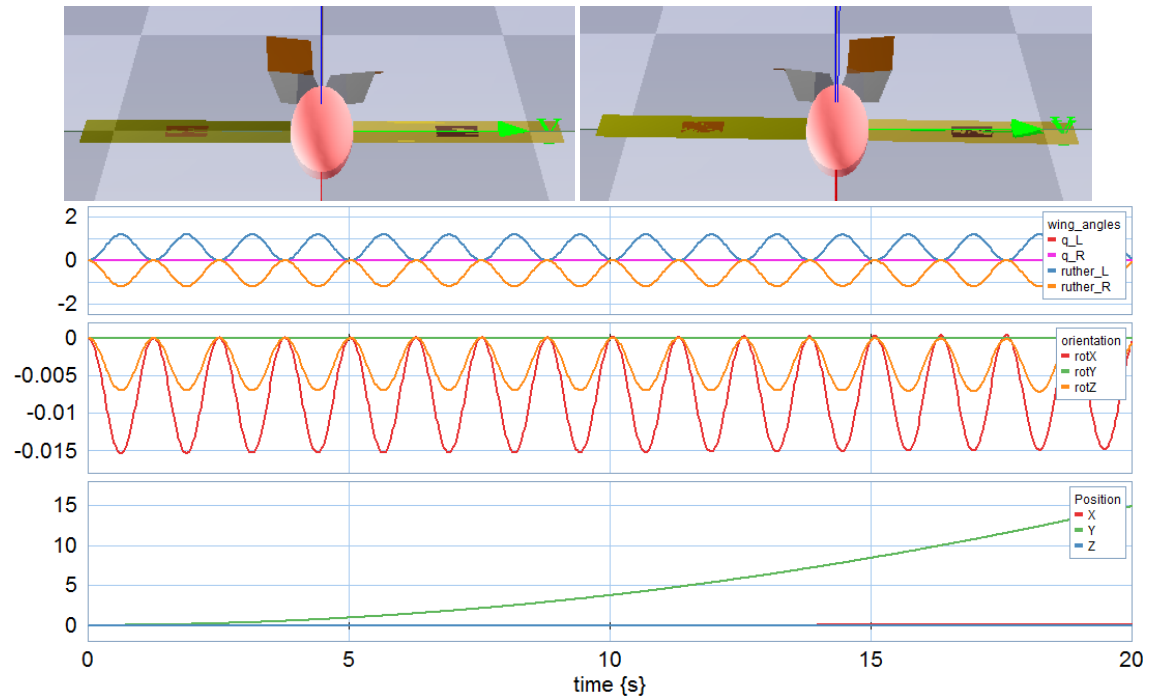 Y
Y
2
0
-2
wing_angles
q_L
q_R
ruther_L
ruther_R
0
-0.005
-0.01
-0.015
orientation
rotX
rotY
rotZ
15
10
5
0
Position
X
Y
Z
0
5
10
15
20
time {s}